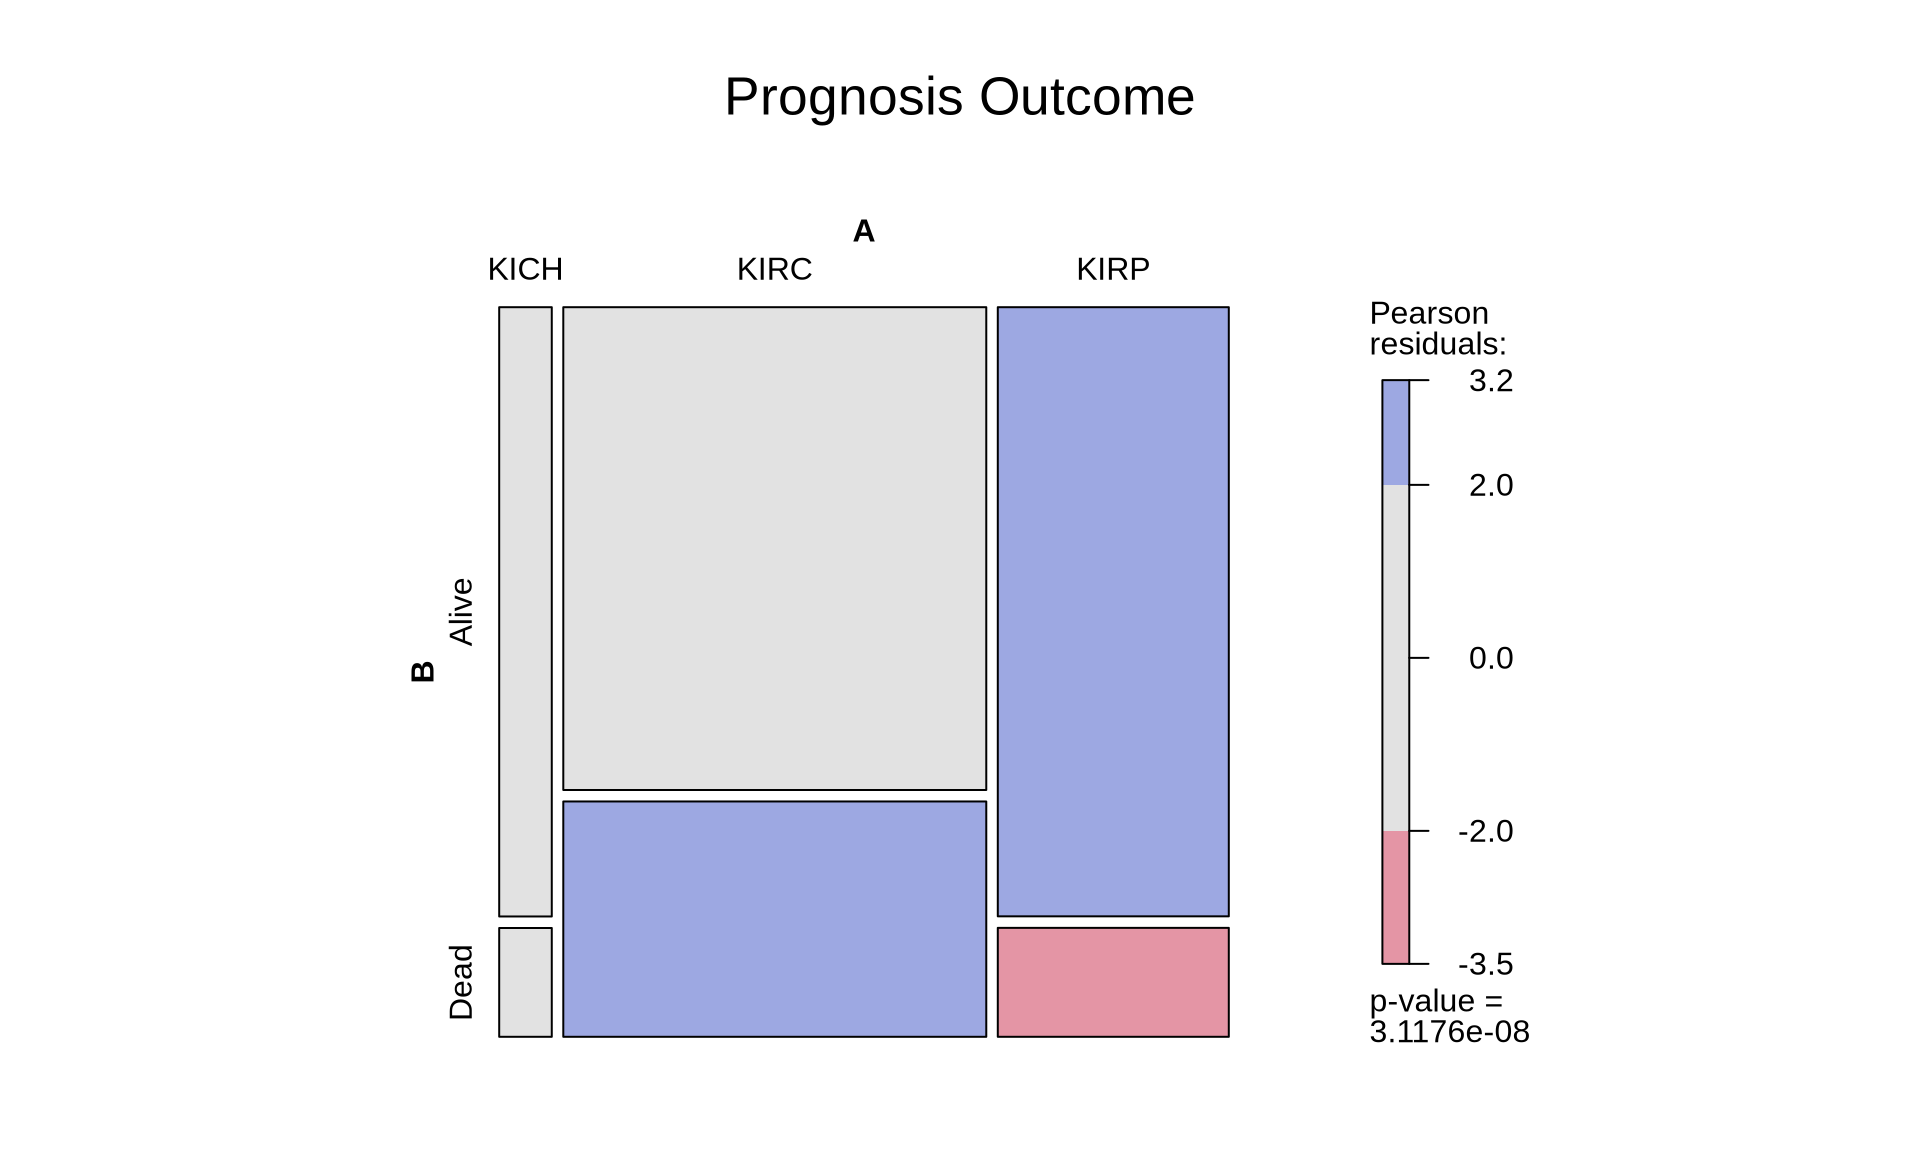 Prognosis Outcome
A
KICH KIRC KIRP
B
Alive
Dead
Pearson
residuals:
3.2
2.0
0.0
-2.0
-3.5
p-value =
3.1176e-08